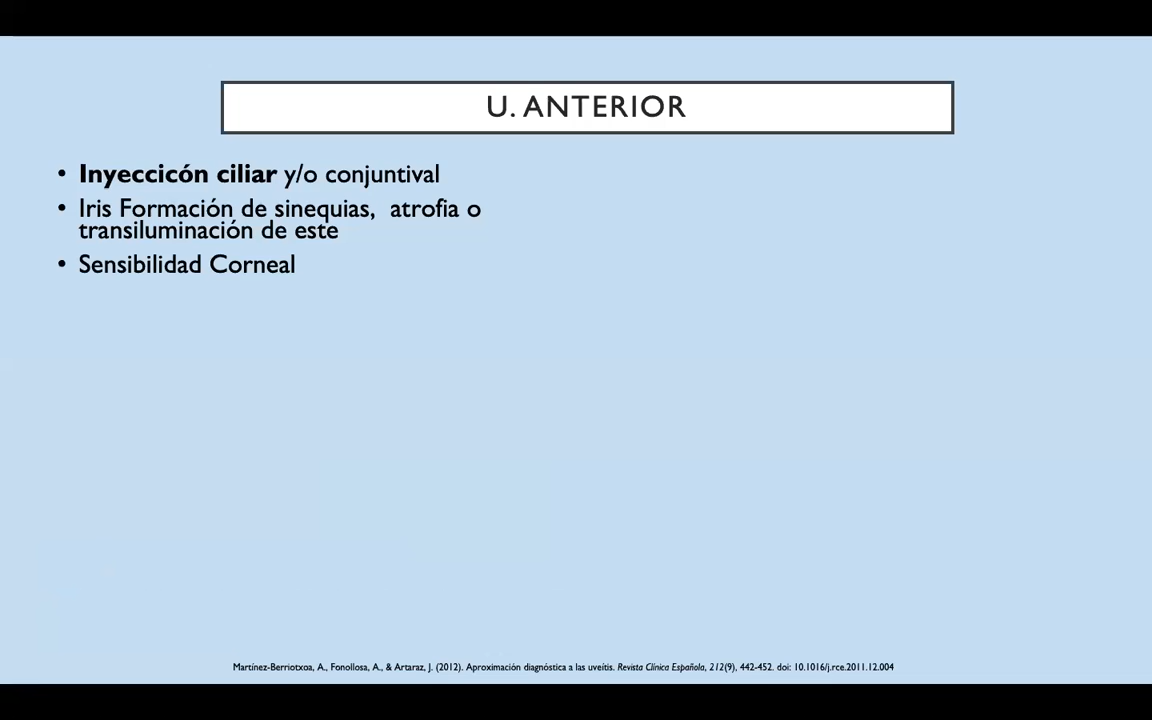 U. ANTERIOR
• Inyeccicón ciliar y/o conjuntival
• Iris Formación de sinequias,  atrofia o
transiluminación de este
• Sensibilidad Corneal
Martínez-Berriotxoa, A., Fonollosa, A., & Artaraz, J. (2012). Aproximación diagnóstica a las uveítis. Revista Clínica Española, 212(9), 442-452. doi: 10.1016/j.rce.2011.12.004